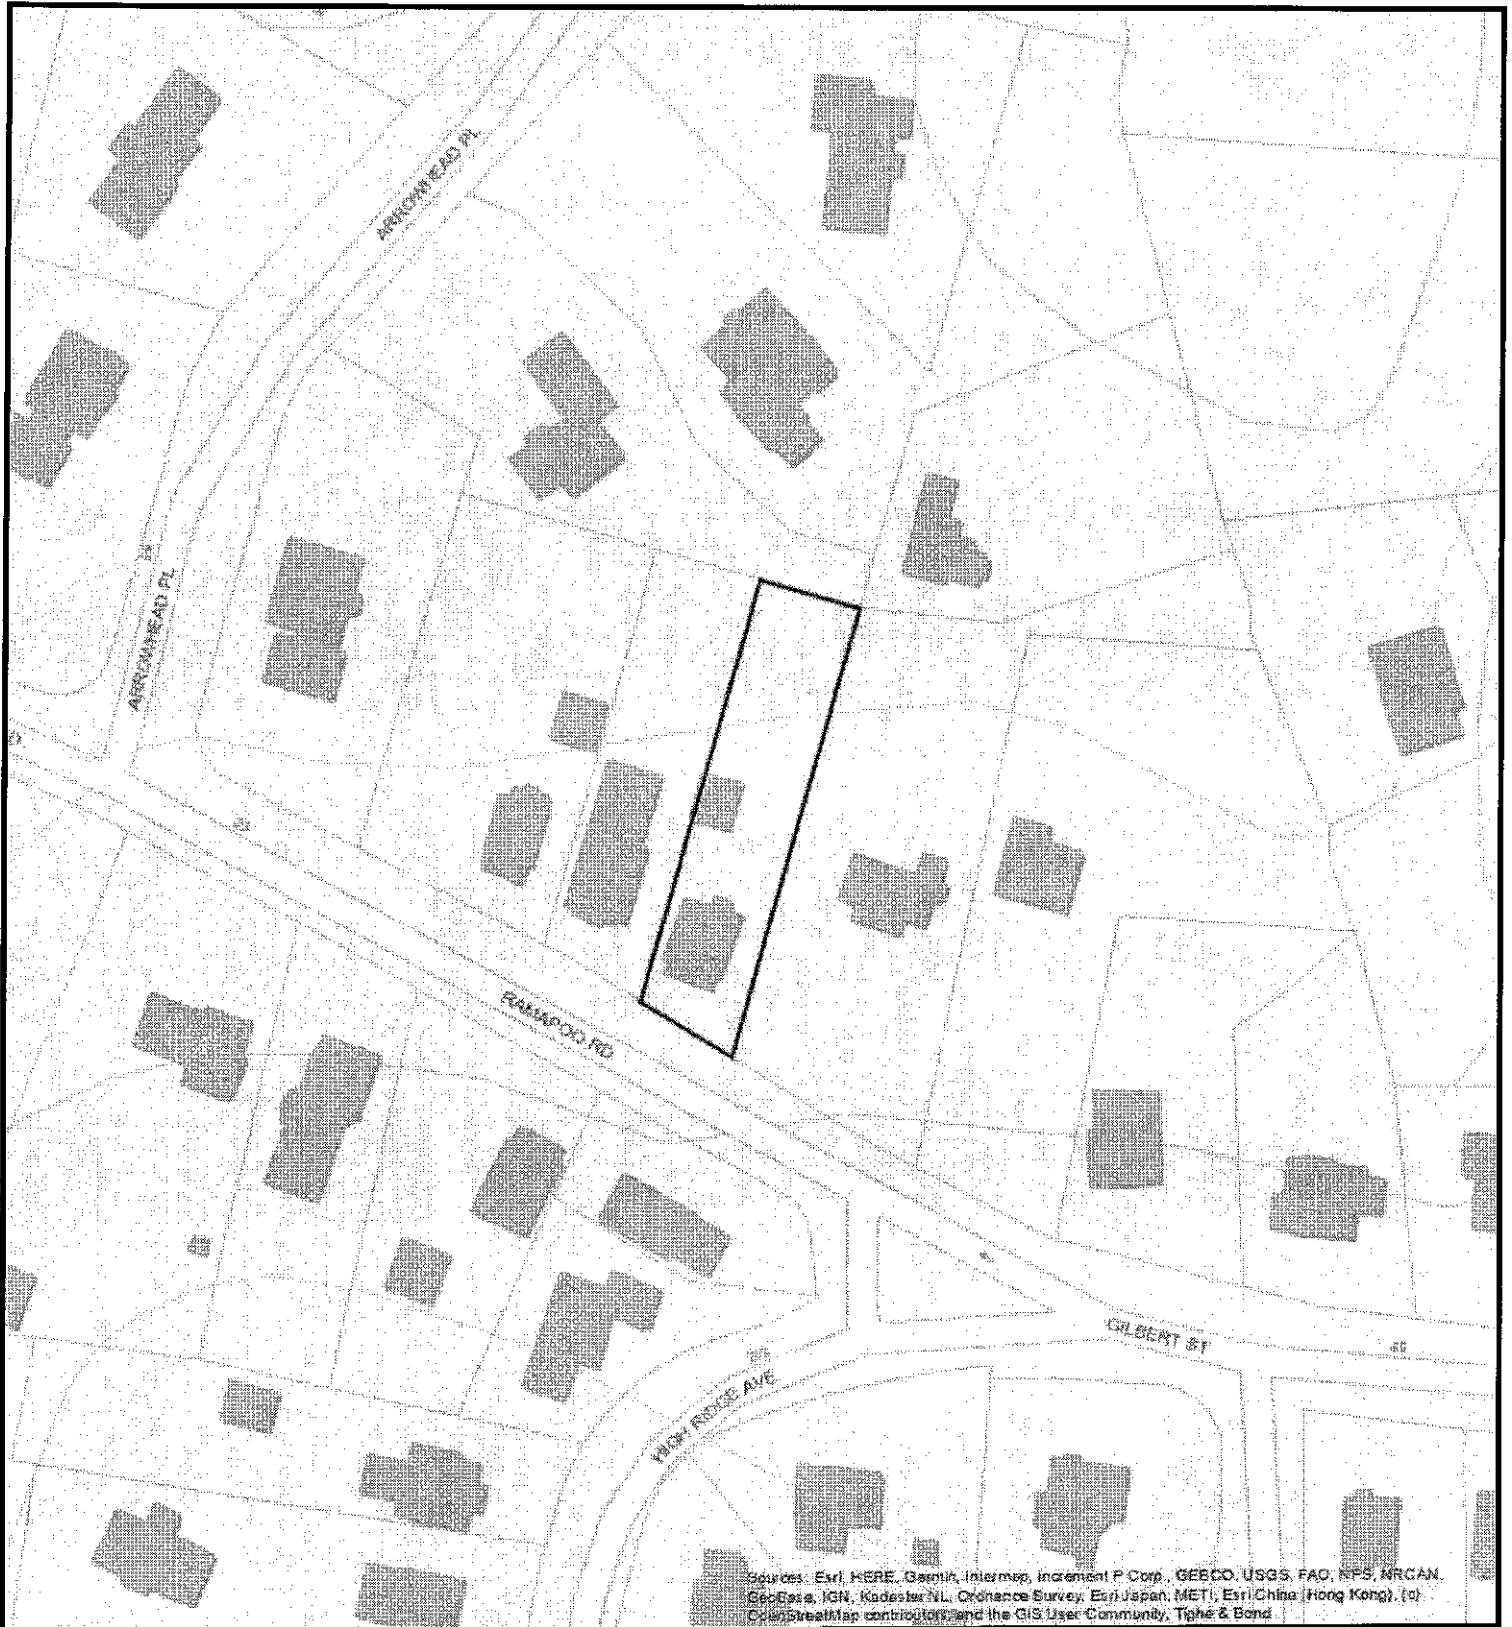 ARROWHEAD PL
ARROWHEAD PL
RAMAPOO RD
GILBERT ST
HIGH RIDGE AVE
Sources: Esri, HERE, Garmin, Intermap, increment P Corp., GEBCO, USGS, FAO, NPS, NRCAN,
GeoBase, IGN, Kadaster NL, Ordnance Survey, Esri Japan, METI, Esri China (Hong Kong), (c)
OpenStreetMap contributors, and the GIS User Community, Tighe & Bond